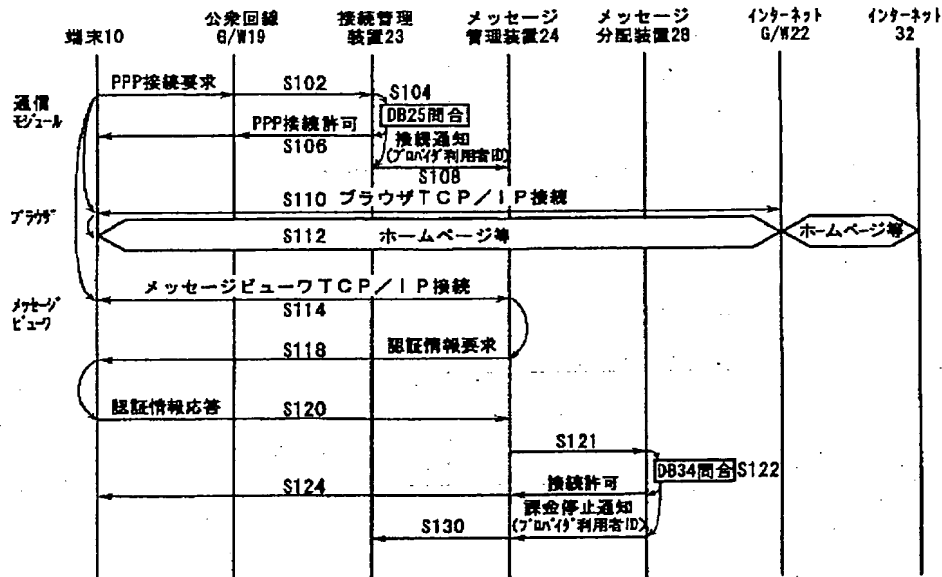 公衆回線 接続管理 メッセージ メッセージ インターネット インターネット
端末10 G/W19 装置23 管理装置24 分配装置28 G/W22 32
PPP接続要求 S102 S104
通信
モジュール
DB25問合
PPP接続許可
S106
接続通知
(プロバイダ利用者ID)
S108
S110 ブラウザTCP/IP接続
ブラウザ
S112 ホームページ等 ホームページ等
メッセージビューワTCP/IP接続
メッセージ
ビューワ
S114
S118 認証情報要求
認証情報応答 S120
S121
DB34問合 S122
S124 接続許可
課金停止通知
(プロバイダ利用者ID)
S130